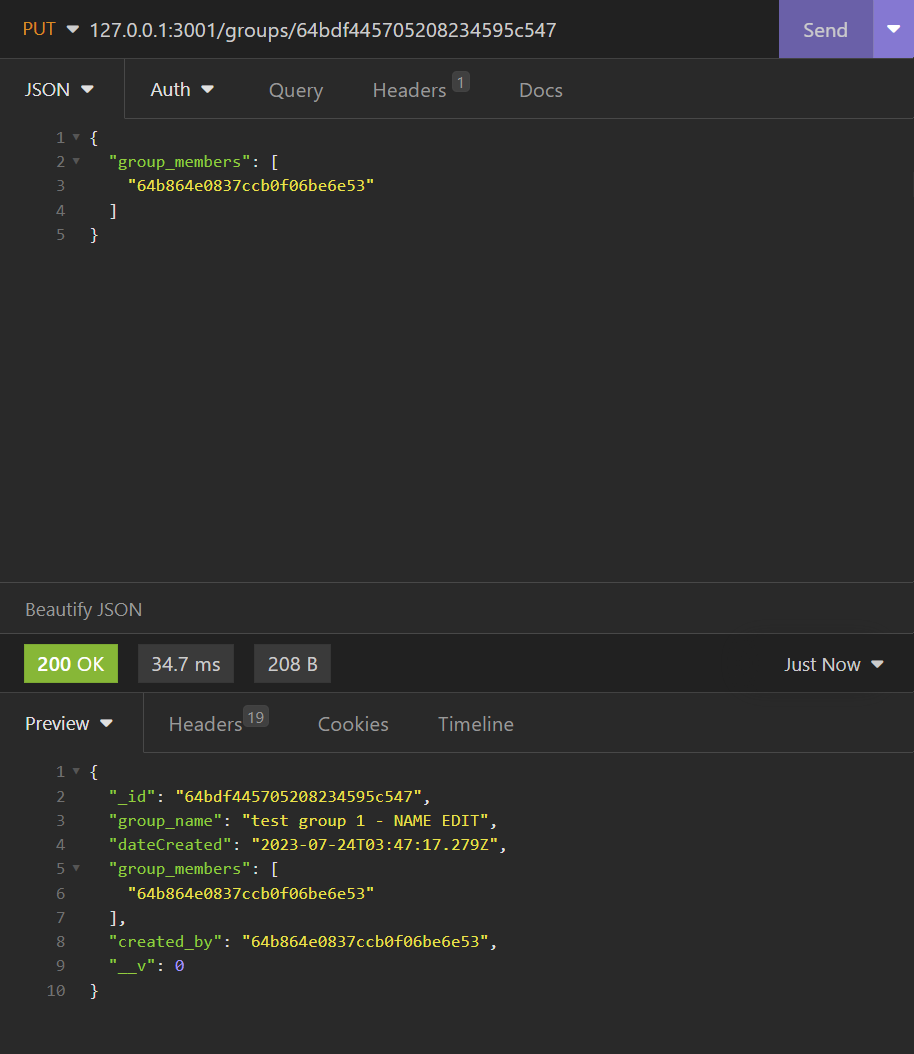 PUT 127.0.0.1:3001/groups/64bdf445705208234595c547 Send
JSON Auth Query Headers 1 Docs
1 {
2 "group_members": [
3 "64b864e0837ccb0f06be6e53"
4 ]
5 }
Beautify JSON
200 OK 34.7 ms 208 B Just Now
Preview Headers 19 Cookies Timeline
1 {
2 "_id": "64bdf445705208234595c547",
3 "group_name": "test group 1 - NAME EDIT",
4 "dateCreated": "2023-07-24T03:47:17.279Z",
5 "group_members": [
6 "64b864e0837ccb0f06be6e53"
7 ],
8 "created_by": "64b864e0837ccb0f06be6e53",
9 "__v": 0
10 }